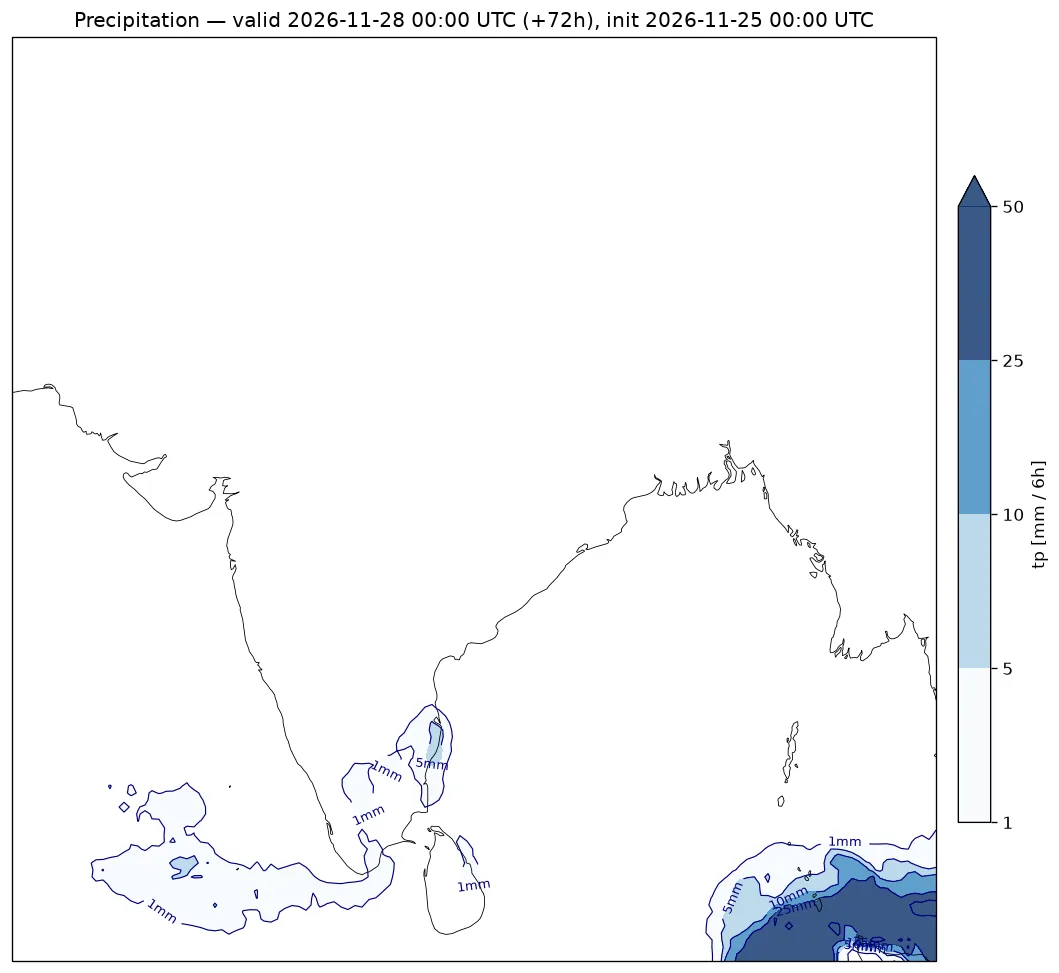 Precipitation — valid 2026-11-28 00:00 UTC (+72h), init 2026-11-25 00:00 UTC
50
25
10
5
1
tp [mm / 6h]
1mm
5mm
1mm
1mm
1mm
1mm
1mm
5mm
10mm
25mm